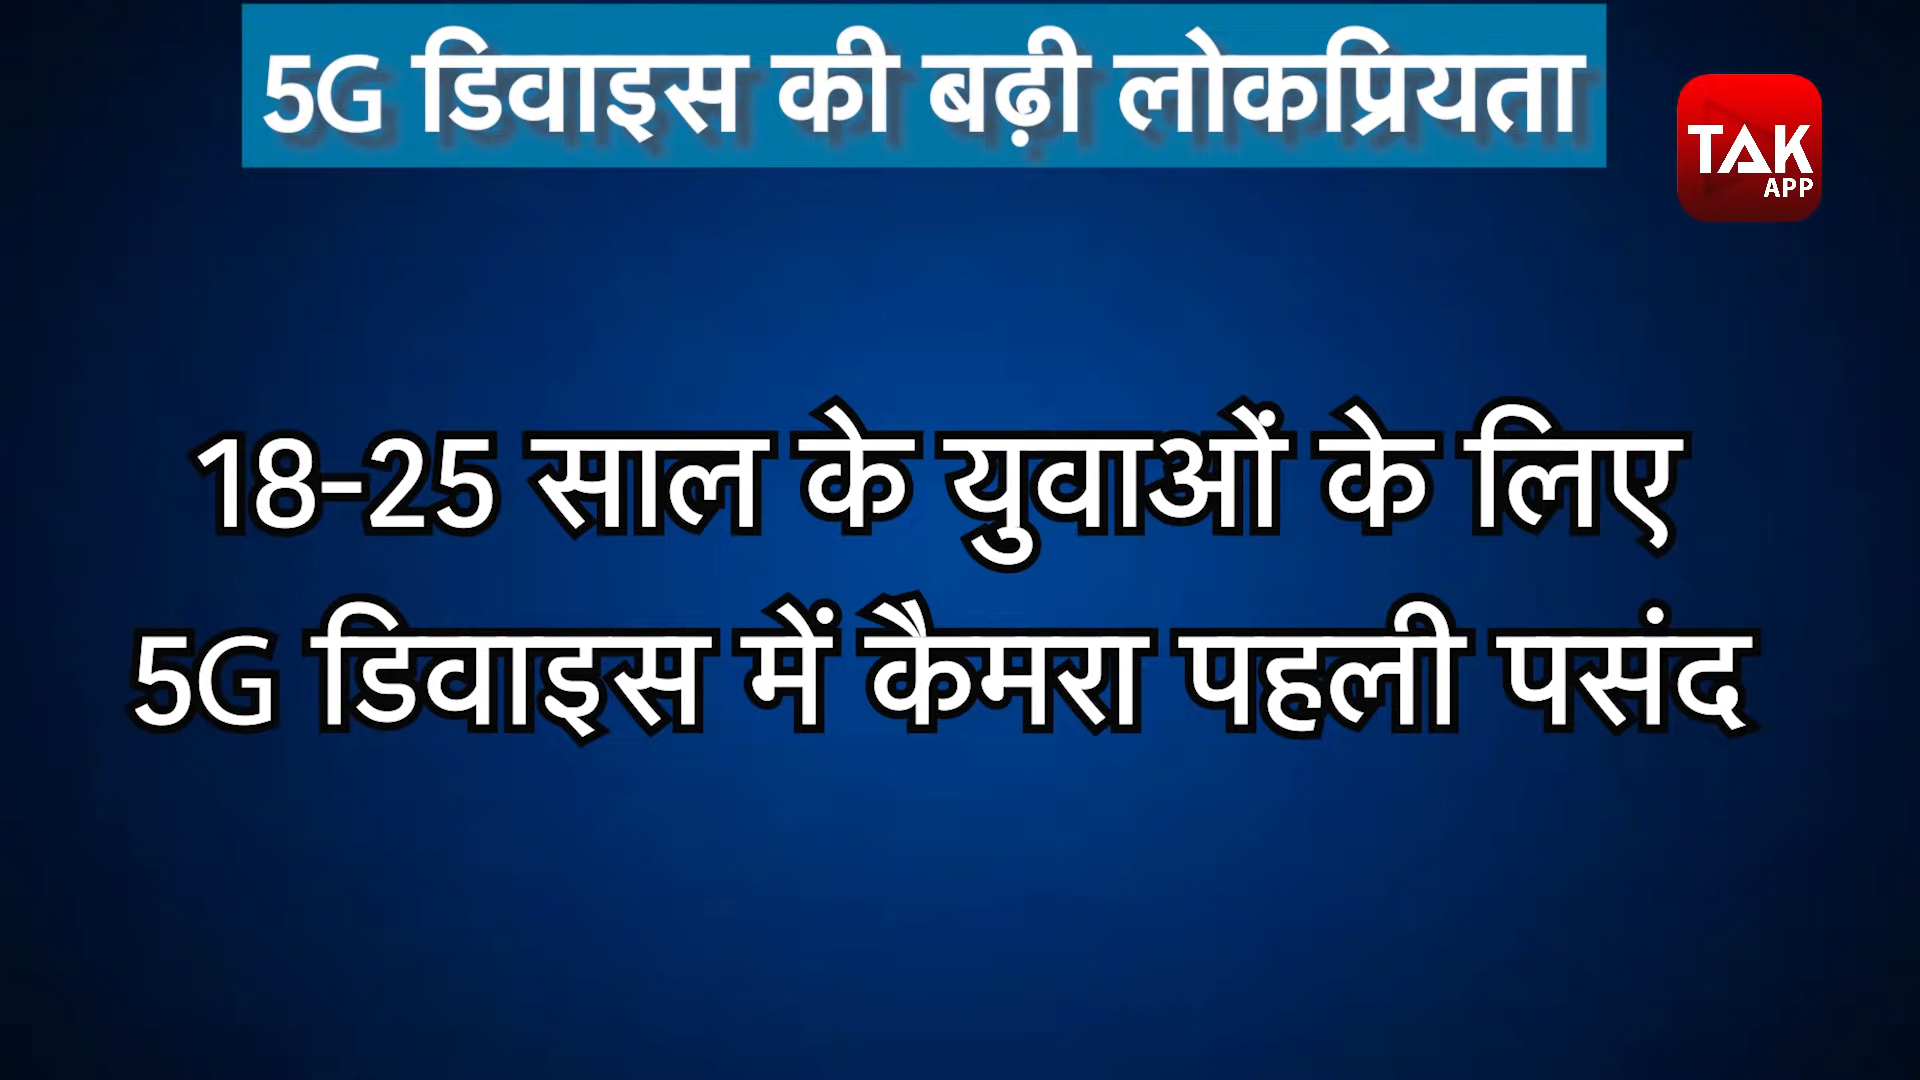 5G डिवाइस की बढ़ी लोकप्रियता
TAK
APP
18-25 साल के युवाओं के लिए
5G डिवाइस में कैमरा पहली पसंद